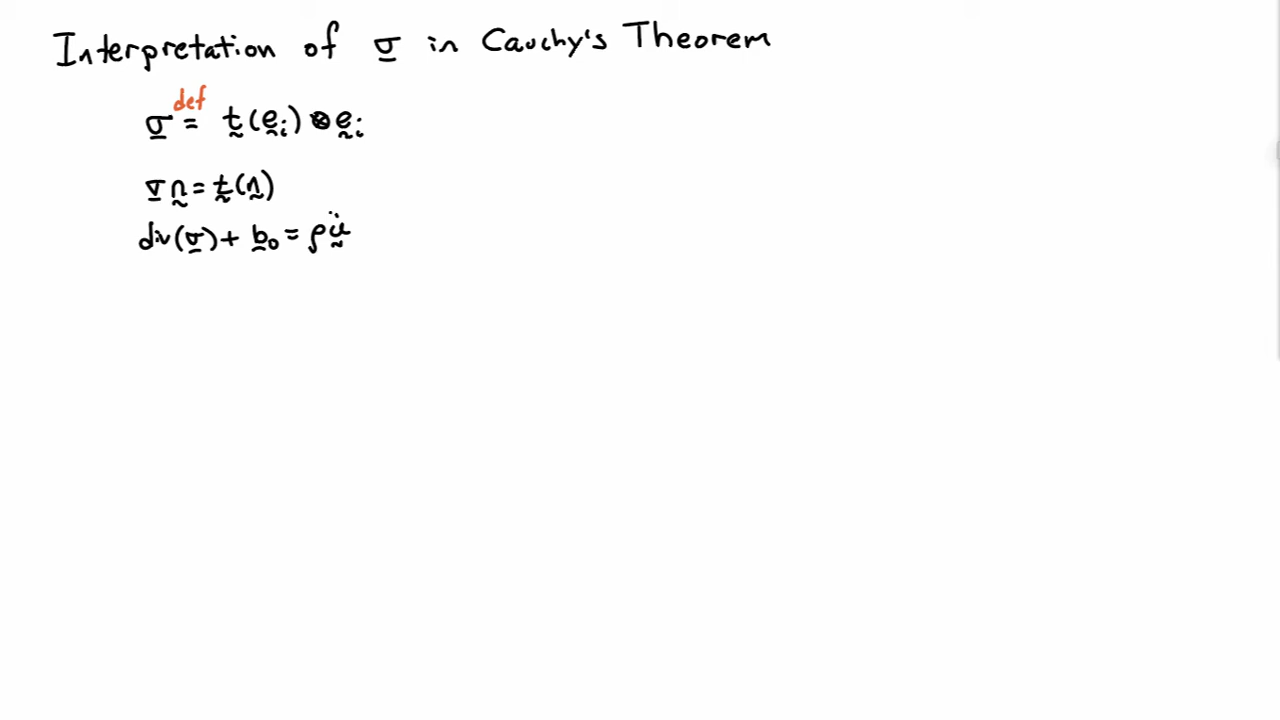 Interpretation of σ in Cauchy's Theorem
σ def = t(eᵢ) ⊗ eᵢ
σn = t(n)
div(σ) + b₀ = ρü